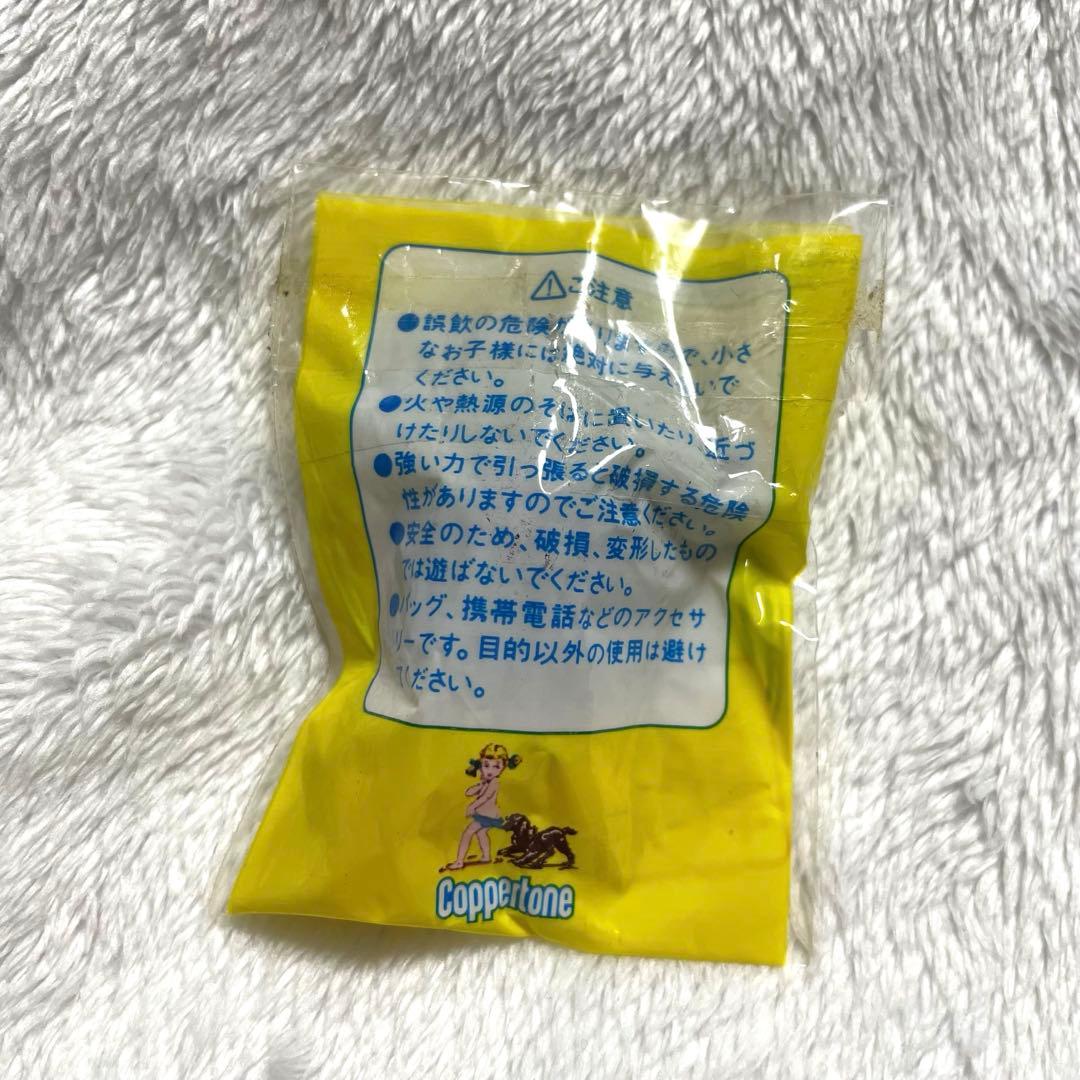 ⚠ご注意
●誤飲の危険がありますので、小さ
なお子様には絶対に与えないで
ください。
●火や熱源のそばに置いたり、近づ
けたりしないでください。
●強い力で引っ張ると破損する危険
性がありますのでご注意ください。
●安全のため、破損、変形したもの
では遊ばないでください。
●バッグ、携帯電話などのアクセサ
リーです。目的以外の使用は避け
てください。
Coppertone